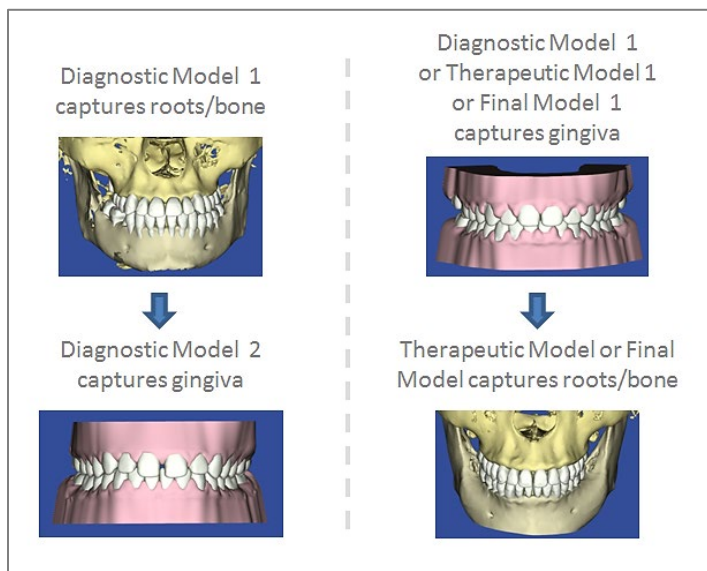 Diagnostic Model 1
captures roots/bone
Diagnostic Model 2
captures gingiva
Diagnostic Model 1
or Therapeutic Model 1
or Final Model 1
captures gingiva
Therapeutic Model or Final
Model captures roots/bone